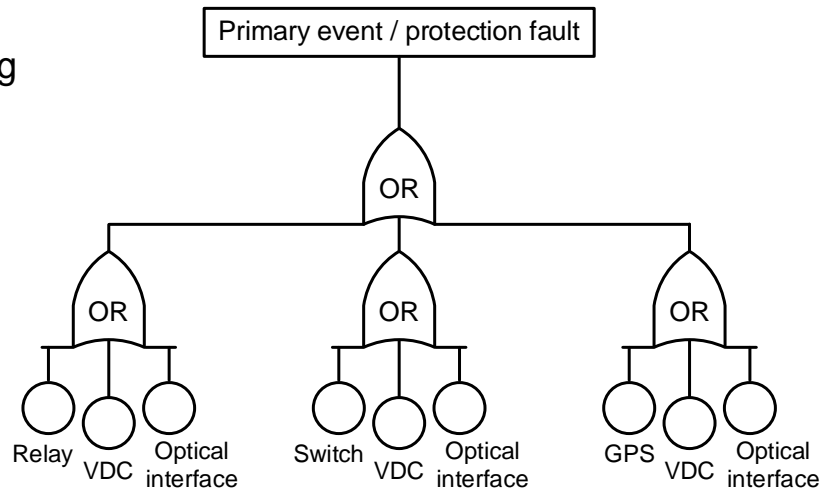 Primary event / protection fault
g
OR
OR
OR
OR
Relay
VDC
Optical
interface
Switch
VDC
Optical
interface
GPS
VDC
Optical
interface